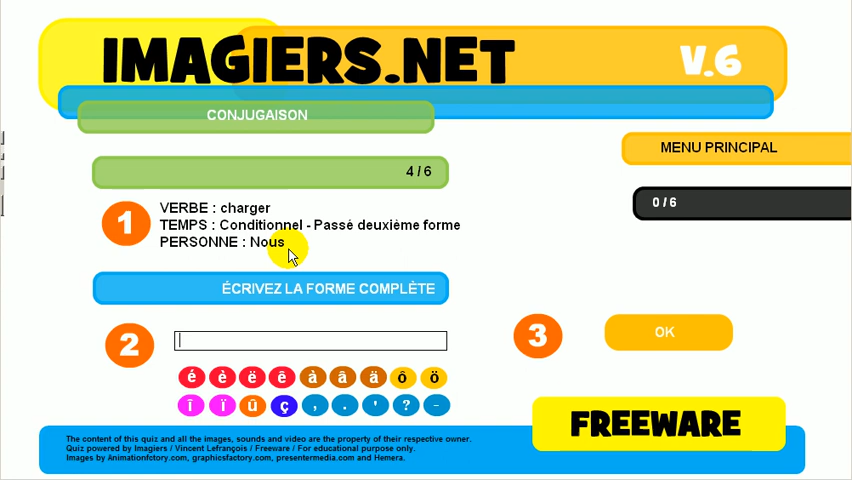 IMAGIERS.NET
V.6
CONJUGAISON
MENU PRINCIPAL
4 / 6
0 / 6
1
VERBE : charger
TEMPS : Conditionnel - Passé deuxième forme
PERSONNE : Nous
ÉCRIVEZ LA FORME COMPLÈTE
2
3
OK
é è ë ê à â ä ô ö
î ï û ç , . ' ? -
FREEWARE
The content of this quiz and all the images, sounds and video are the property of their respective owner.
Quiz powered by Imagiers / Vincent Lefrançois / Freeware / For educational purpose only.
Images by Animationfctory.com, graphicsfactory.com, presentermedia.com and Hemera.